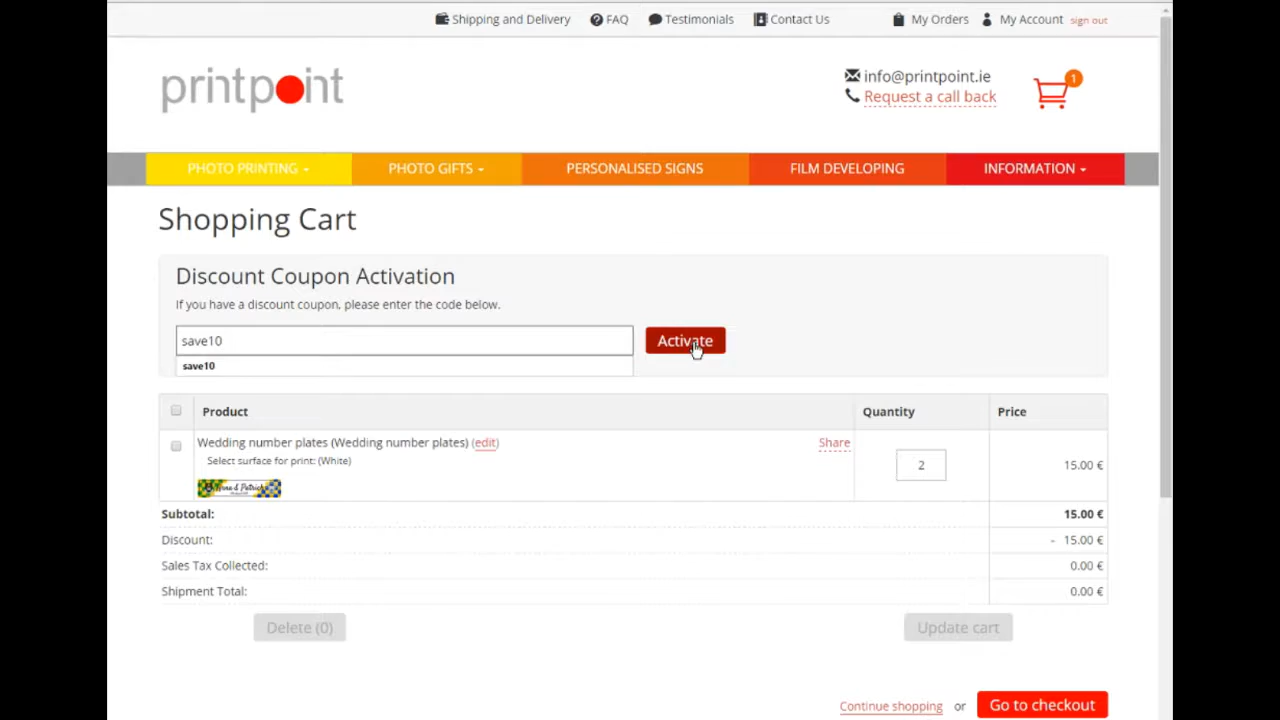 Shipping and Delivery FAQ Testimonials Contact Us My Orders My Account sign out
printpoint
info@printpoint.ie
Request a call back
1
PHOTO PRINTING PHOTO GIFTS PERSONALISED SIGNS FILM DEVELOPING INFORMATION
Shopping Cart
Discount Coupon Activation
If you have a discount coupon, please enter the code below.
save10 Activate
save10
Product Quantity Price
Wedding number plates (Wedding number plates) (edit) Share
Select surface for print: (White)
2 15.00 €
& Patrick
Subtotal: 15.00 €
Discount: - 15.00 €
Sales Tax Collected: 0.00 €
Shipment Total: 0.00 €
Delete (0) Update cart
Continue shopping or Go to checkout